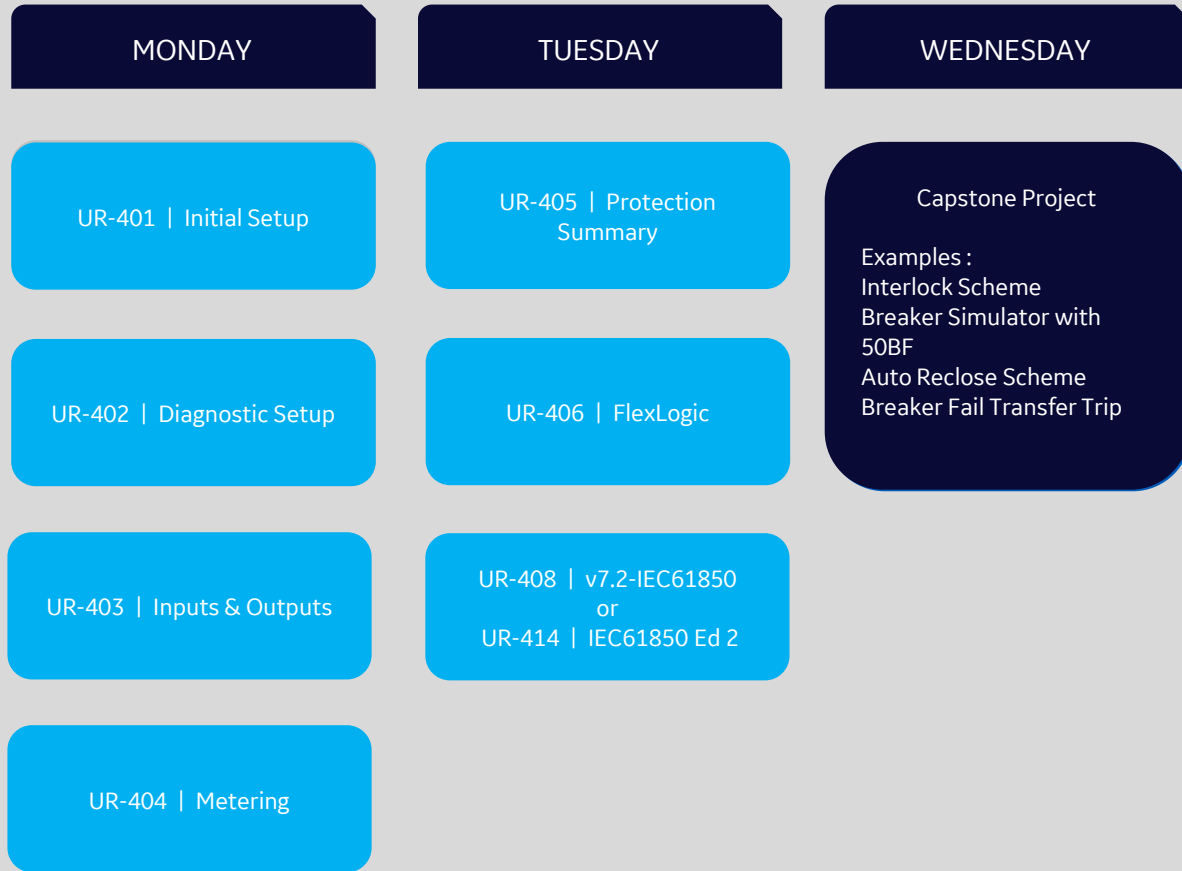 MONDAY
TUESDAY
WEDNESDAY
UR-401 | Initial Setup
UR-402 | Diagnostic Setup
UR-403 | Inputs & Outputs
UR-404 | Metering
UR-405 | Protection
Summary
UR-406 | FlexLogic
UR-408 | v7.2-IEC61850
or
UR-414 | IEC61850 Ed 2
Capstone Project
Examples :
Interlock Scheme
Breaker Simulator with
50BF
Auto Reclose Scheme
Breaker Fail Transfer Trip